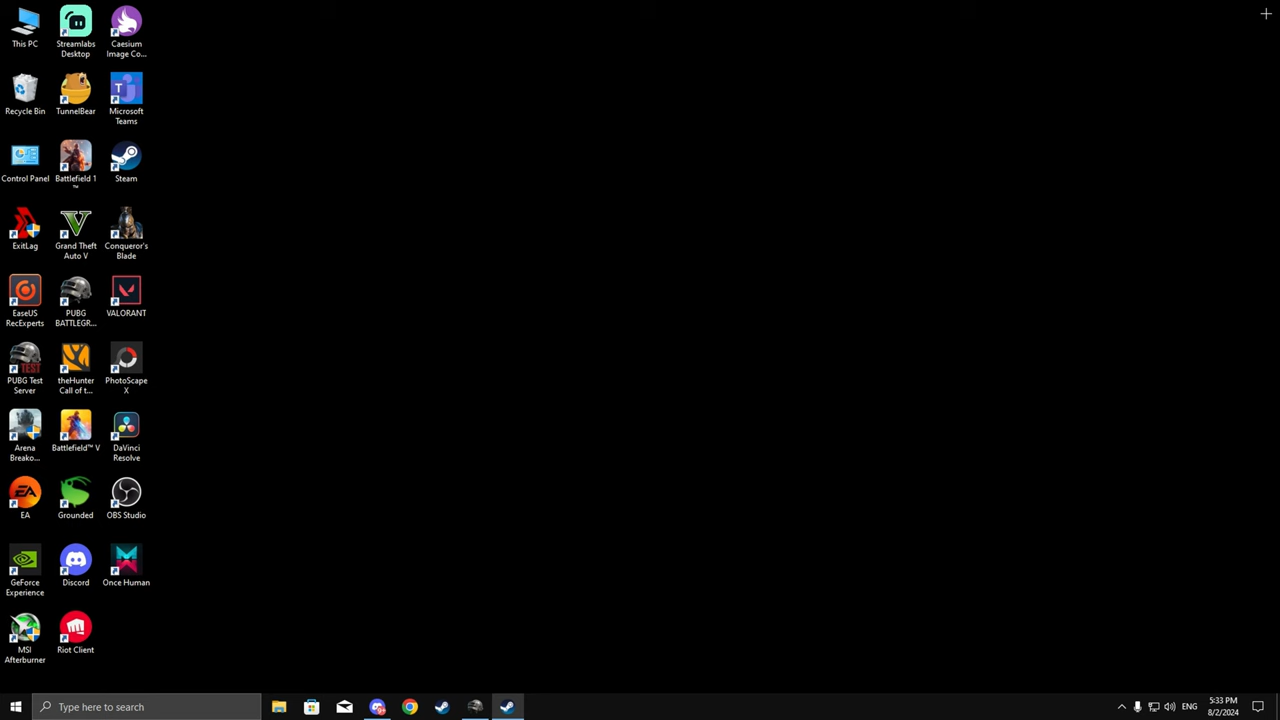 This PC
Streamlabs
Desktop
Caesium
Image Co...
Recycle Bin
TunnelBear
Microsoft
Teams
Control Panel
Battlefield 1
™
Steam
ExitLag
Grand Theft
Auto V
Conqueror's
Blade
EaseUS
RecExperts
PUBG
BATTLEGR...
VALORANT
TEST
PUBG Test
Server
theHunter
Call of t...
PhotoScape
X
Arena
Breako...
Battlefield™ V
DaVinci
Resolve
EA
EA
Grounded
OBS Studio
GeForce
Experience
Discord
Once Human
MSI
Afterburner
Riot Client
Type here to search
ENG
5:33 PM
8/2/2024